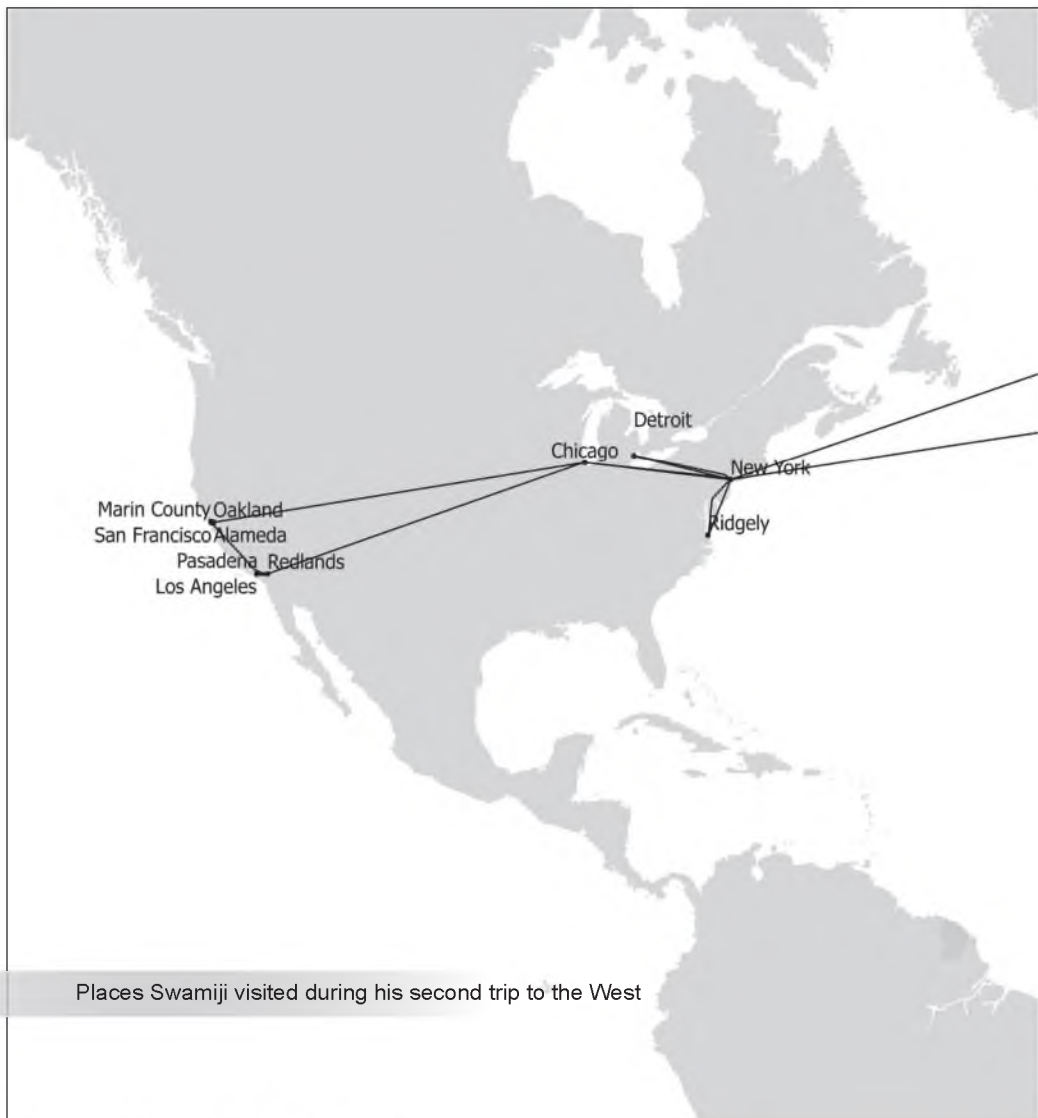 Detroit
Chicago
New York
Marin County Oakland
San Francisco Alameda
Ridgely
Pasadena Redlands
Los Angeles
Places Swamiji visited during his second trip to the West